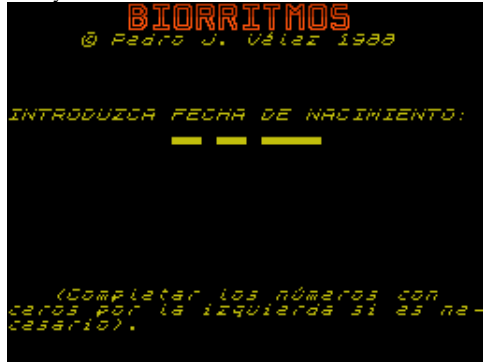 BIORRITMOS
© Pedro J. Vélez 1988
INTRODUZCA FECHA DE NACIMIENTO:
(Completar los números con
ceros por la izquierda si es ne-
cesario).